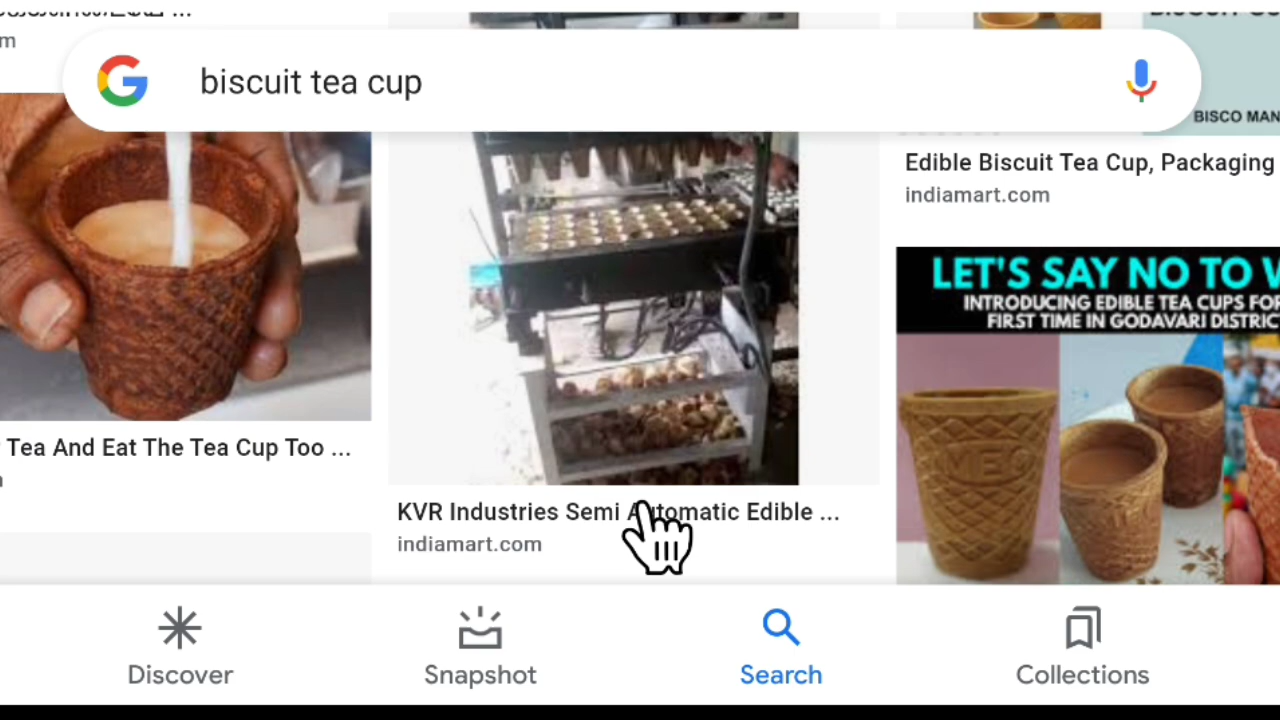 biscuit tea cup
BISCO MAN
Edible Biscuit Tea Cup, Packaging
indiamart.com
LET'S SAY NO TO
INTRODUCING EDIBLE TEA CUPS FOR
FIRST TIME IN GODAVARI DISTRIC
MEC
Tea And Eat The Tea Cup Too ...
KVR Industries Semi Automatic Edible ...
indiamart.com
Discover
Snapshot
Search
Collections